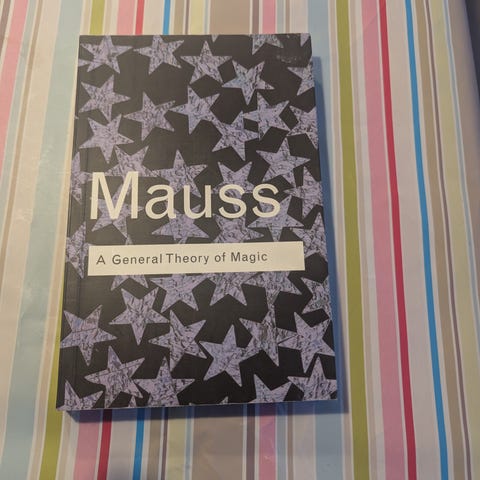 Mauss
A General Theory of Magic